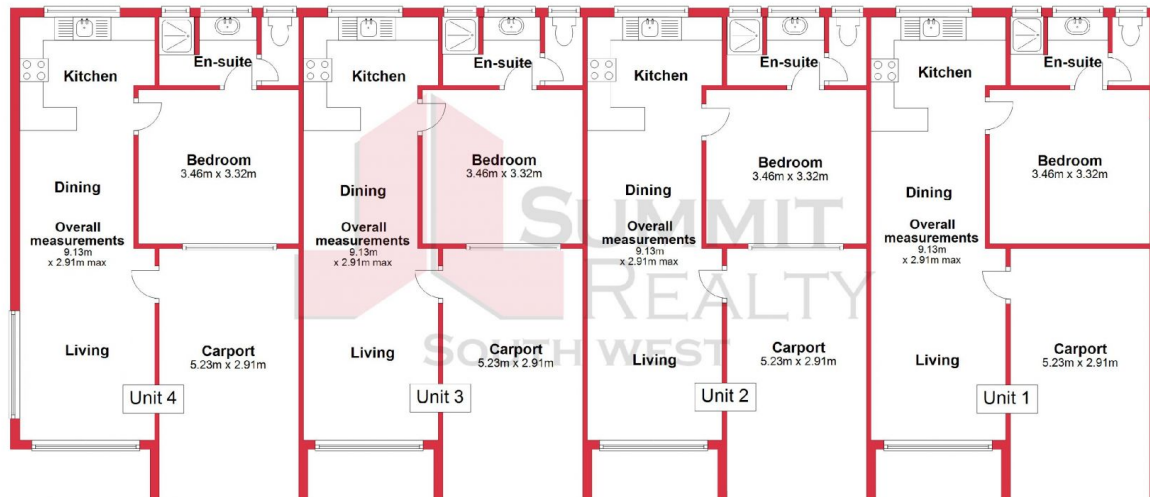 Kitchen
En-suite
Bedroom
3.46m x 3.32m
Dining
Overall
measurements
9.13m
x 2.91m max
Living
Carport
5.23m x 2.91m
Unit 4
Kitchen
En-suite
Bedroom
3.46m x 3.32m
Dining
Overall
measurements
9.13m
x 2.91m max
Living
Carport
5.23m x 2.91m
Unit 3
Kitchen
En-suite
Bedroom
3.46m x 3.32m
Dining
Overall
measurements
9.13m
x 2.91m max
Living
Carport
5.23m x 2.91m
Unit 2
Kitchen
En-suite
Bedroom
3.46m x 3.32m
Dining
Overall
measurements
9.13m
x 2.91m max
Living
Carport
5.23m x 2.91m
Unit 1
SUMMIT
REALTY
SOUTH WEST